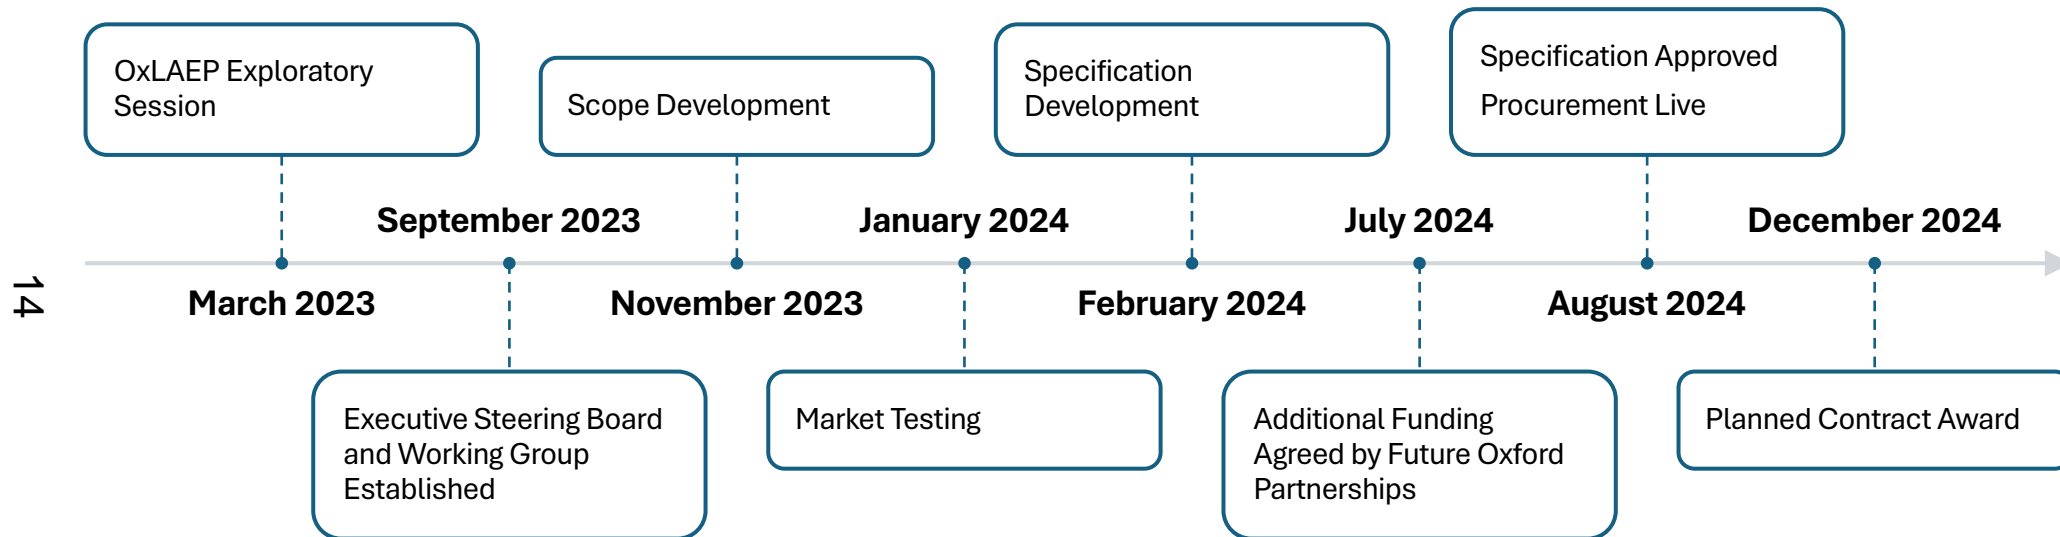 OxLAEP Exploratory
Session
Scope Development
Specification
Development
Specification Approved
Procurement Live
September 2023
January 2024
July 2024
December 2024
March 2023
November 2023
February 2024
August 2024
14
Executive Steering Board
and Working Group
Established
Market Testing
Additional Funding
Agreed by Future Oxford
Partnerships
Planned Contract Award